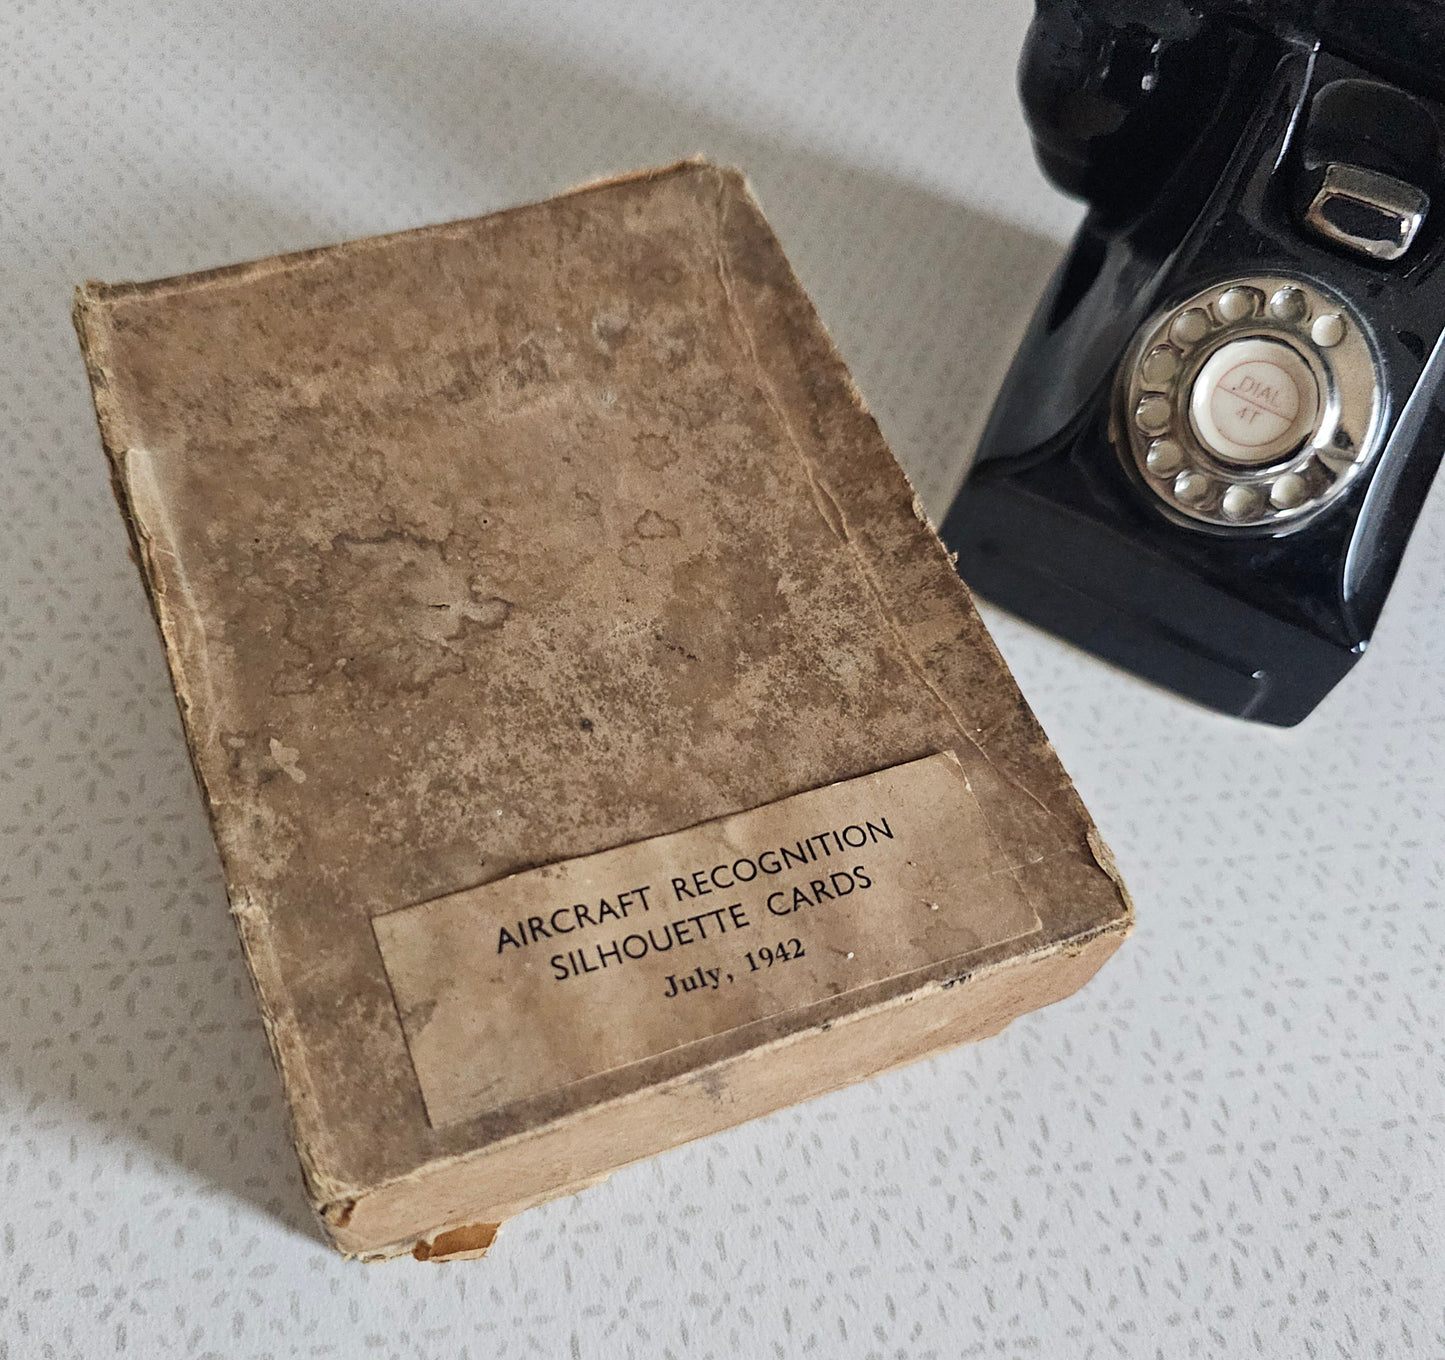 AIRCRAFT RECOGNITION
SILHOUETTE CARDS
July, 1942
DIAL
4T